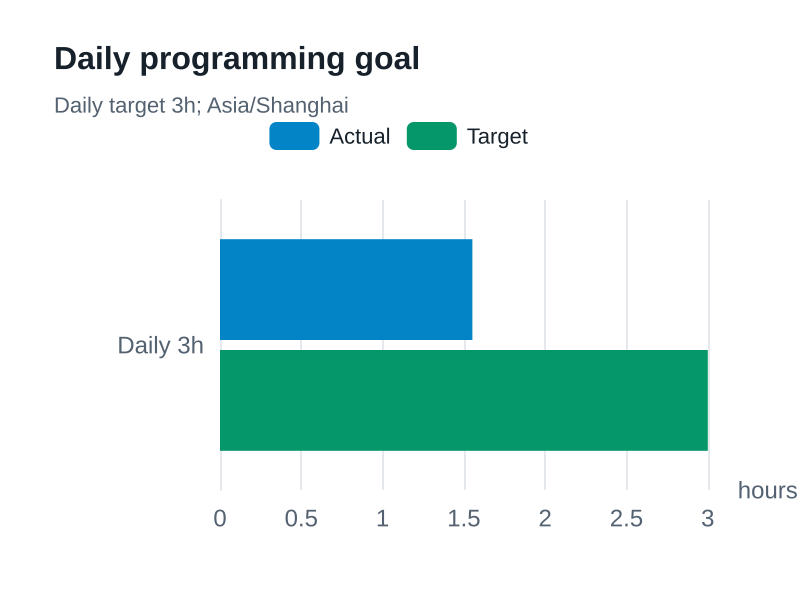 Daily programming goal
Daily target 3h; Asia/Shanghai
Actual Target
Daily 3h
hours
0 0.5 1 1.5 2 2.5 3